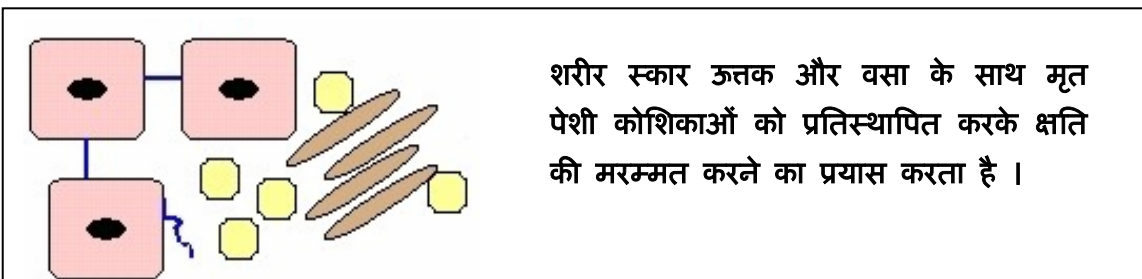 शरीर स्कार ऊत्तक और वसा के साथ मृत
पेशी कोशिकाओं को प्रतिस्थापित करके क्षति
की मरम्मत करने का प्रयास करता है ।